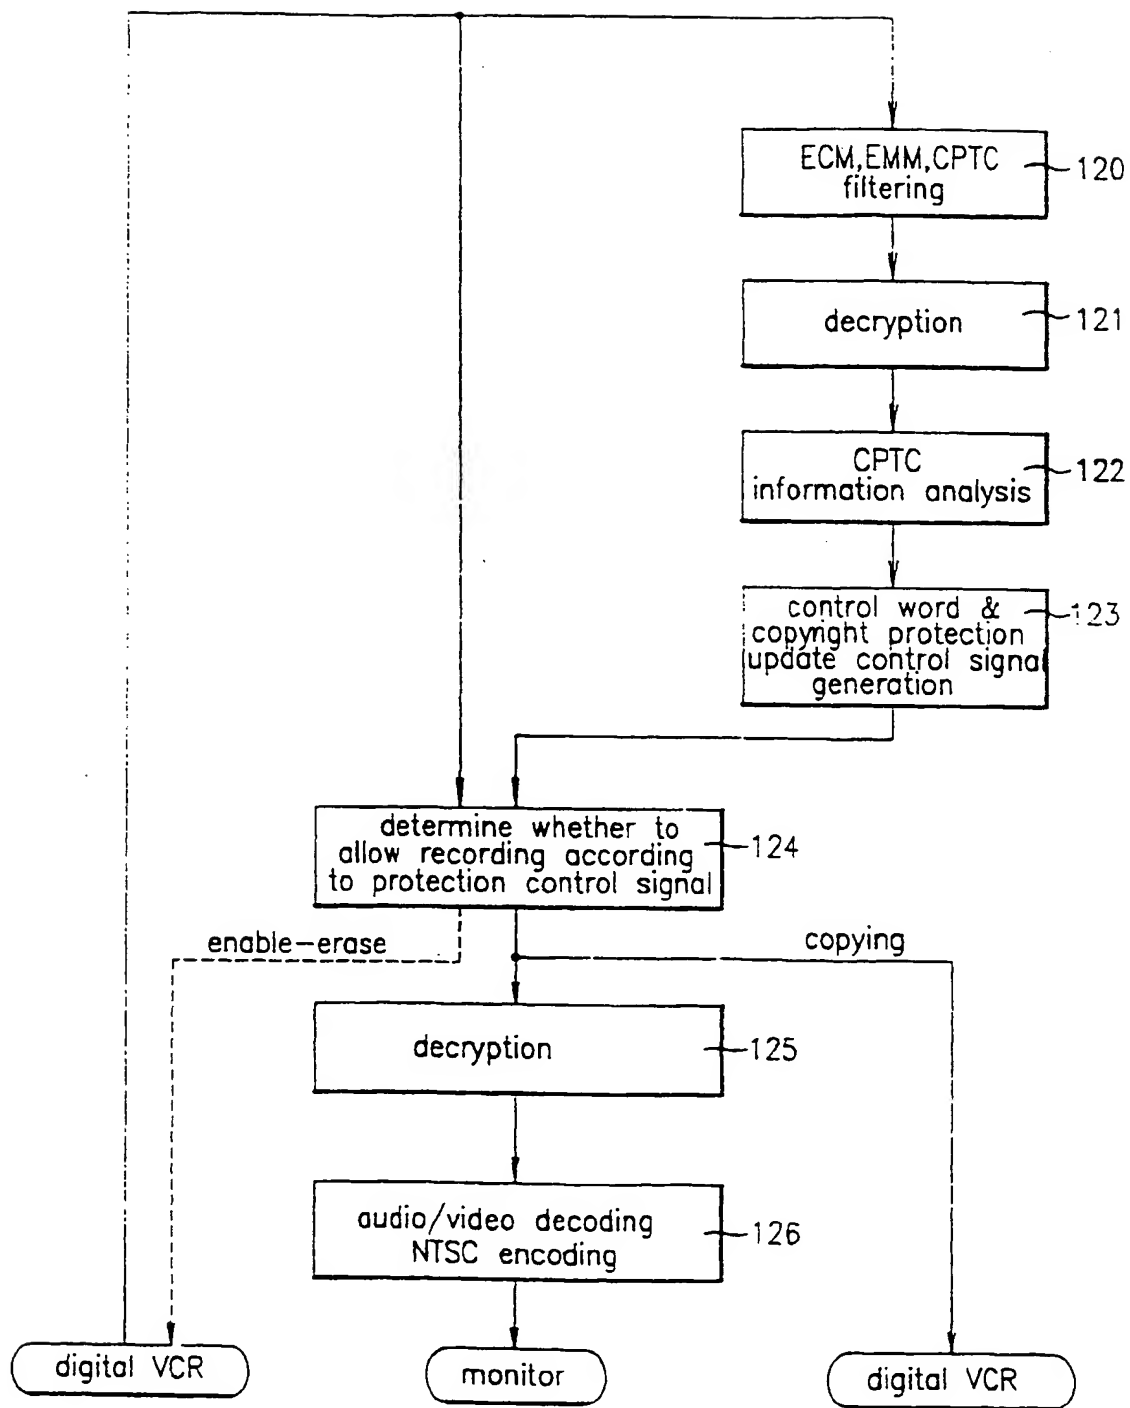 ECM,EMM,CPTC
filtering
120
decryption
121
CPTC
information analysis
122
control word &
copyright protection
update control signal
generation
123
determine whether to
allow recording according
to protection control signal
124
enable-erase
copying
decryption
125
audio/video decoding
NTSC encoding
126
digital VCR
monitor
digital VCR